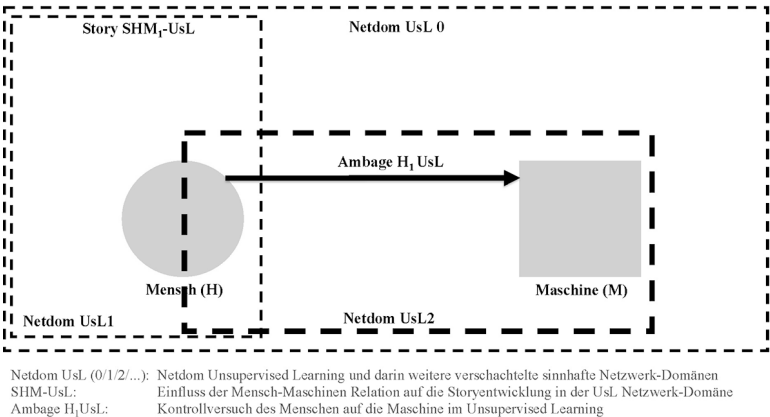 Story SHM₁-UsL
Netdom UsL 0
Ambage H₁ UsL
Mensch (H)
Maschine (M)
Netdom UsL1
Netdom UsL2
Netdom UsL (0/1/2/...): Netdom Unsupervised Learning und darin weitere verschachtelte sinnhafte Netzwerk-Domänen
SHM-UsL: Einfluss der Mensch-Maschinen Relation auf die Storyentwicklung in der UsL Netzwerk-Domäne
Ambage H₁UsL: Kontrollversuch des Menschen auf die Maschine im Unsupervised Learning